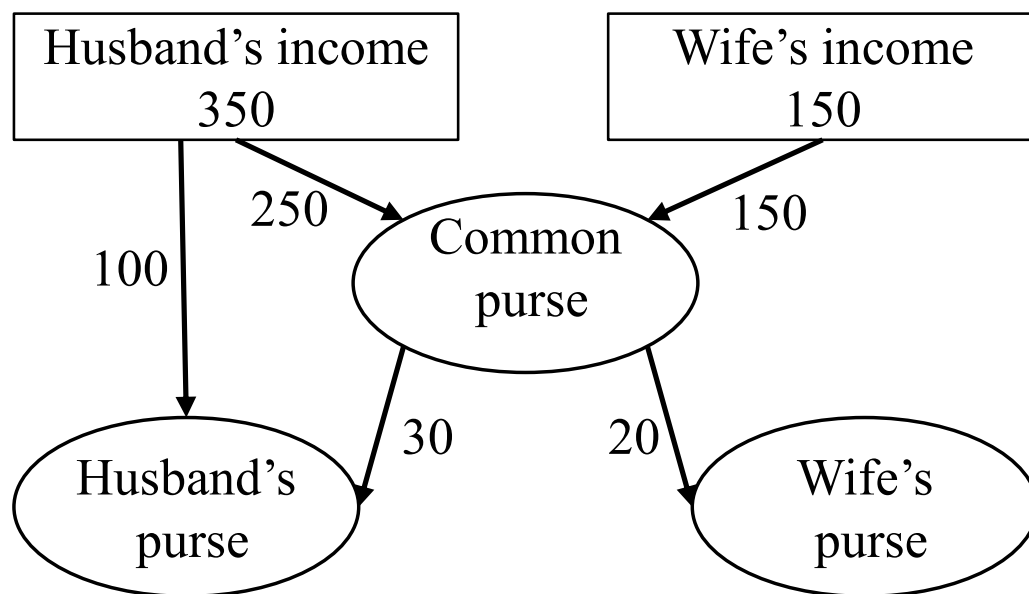 Husband’s income
350
Wife’s income
150
250
150
100
Common
purse
30
20
Husband’s
purse
Wife’s
purse